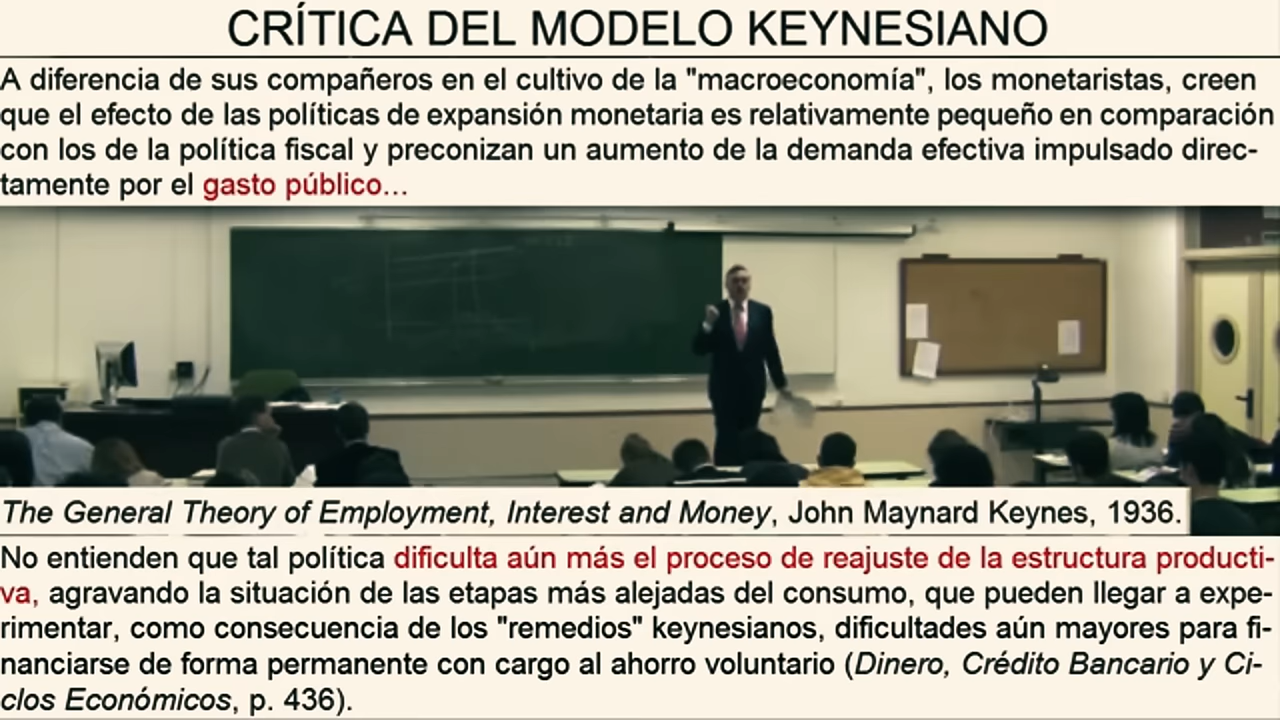 CRÍTICA DEL MODELO KEYNESIANO
A diferencia de sus compañeros en el cultivo de la "macroeconomía", los monetaristas, creen
que el efecto de las políticas de expansión monetaria es relativamente pequeño en comparación
con los de la política fiscal y preconizan un aumento de la demanda efectiva impulsado direc-
tamente por el gasto público...
The General Theory of Employment, Interest and Money, John Maynard Keynes, 1936.
No entienden que tal política dificulta aún más el proceso de reajuste de la estructura producti-
va, agravando la situación de las etapas más alejadas del consumo, que pueden llegar a expe-
rimentar, como consecuencia de los "remedios" keynesianos, dificultades aún mayores para fi-
nanciarse de forma permanente con cargo al ahorro voluntario (Dinero, Crédito Bancario y Ci-
clos Económicos, p. 436).